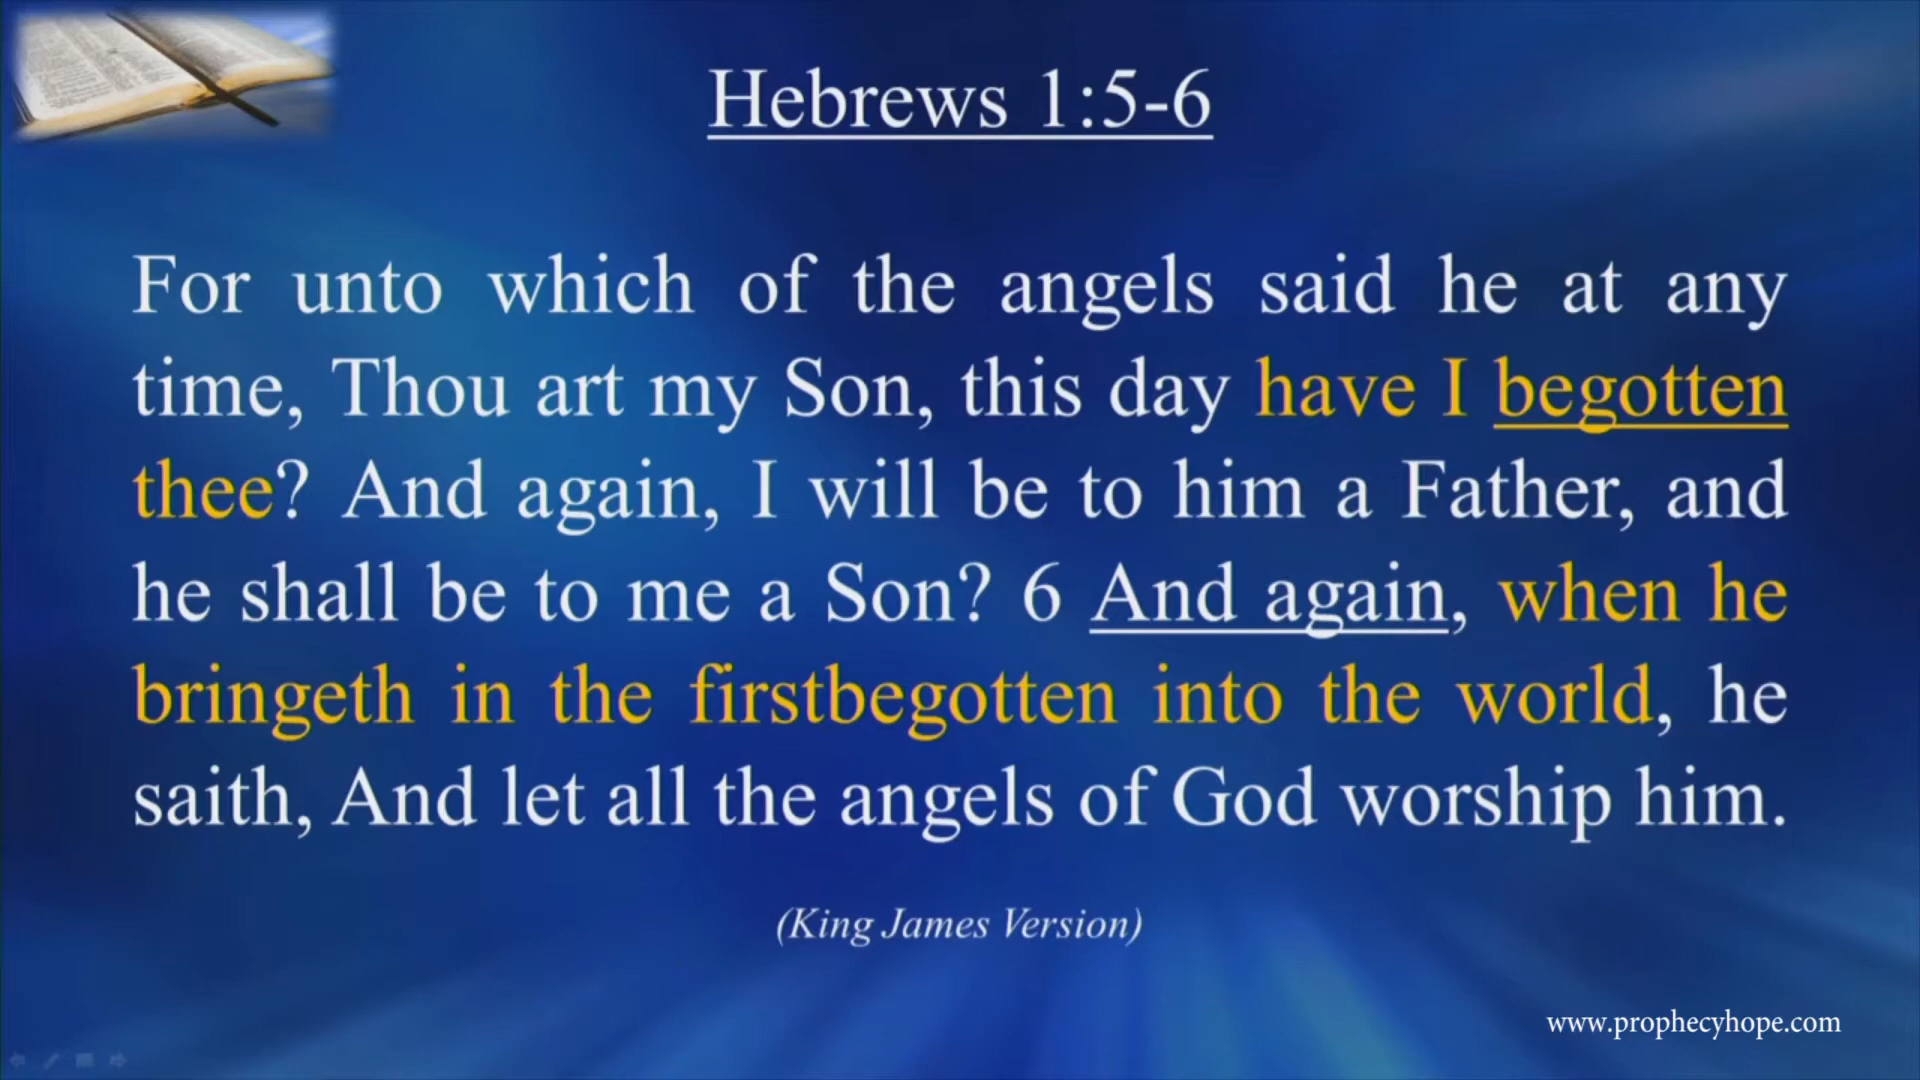 Hebrews 1:5-6
For unto which of the angels said he at any
time, Thou art my Son, this day have I begotten
thee? And again, I will be to him a Father, and
he shall be to me a Son? 6 And again, when he
bringeth in the firstbegotten into the world, he
saith, And let all the angels of God worship him.
(King James Version)
www.prophecyhope.com